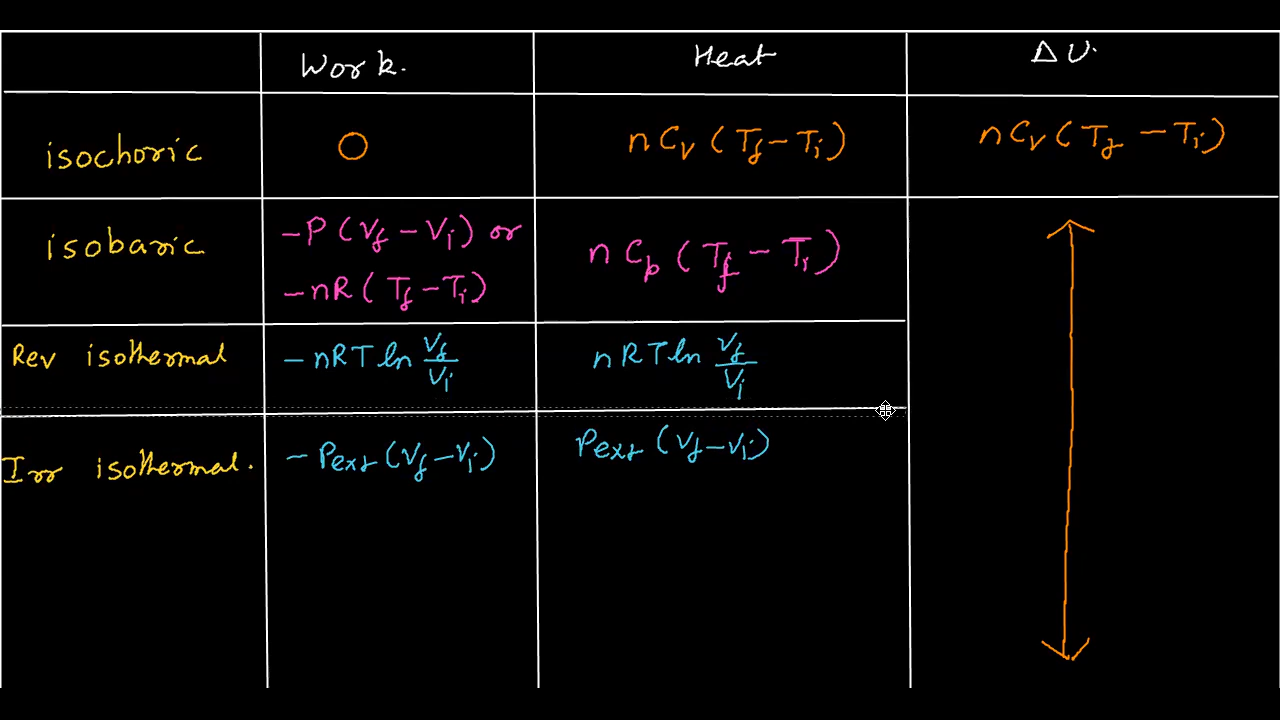 Work. Heat ΔU.
isochoric 0 nCv(Tf-Ti) nCv(Tf-Ti)
isobaric -P(Vf-Vi) or nCp(Tf-Ti)
-nR(Tf-Ti)
Rev isothermal -nRT ln Vf/Vi nRT ln Vf/Vi
Irr isothermal. -Pext(Vf-Vi) Pext(Vf-Vi)